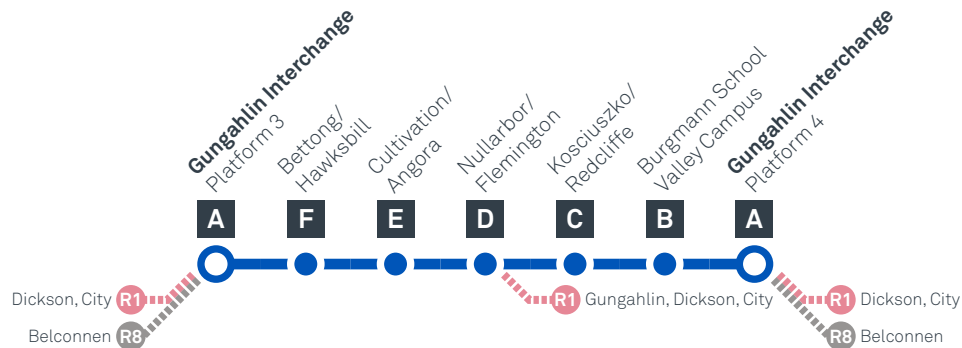 Gungahlin Interchange
Platform 3
Bettong/
Hawksbill
Cultivation/
Angora
Nullarbor/
Flemington
Kosciuszko/
Redcliffe
Burgmann School
Valley Campus
Gungahlin Interchange
Platform 4
A F E D C B A
Dickson, City R1
R1 Gungahlin, Dickson, City
R1 Dickson, City
Belconnen R8
R8 Belconnen